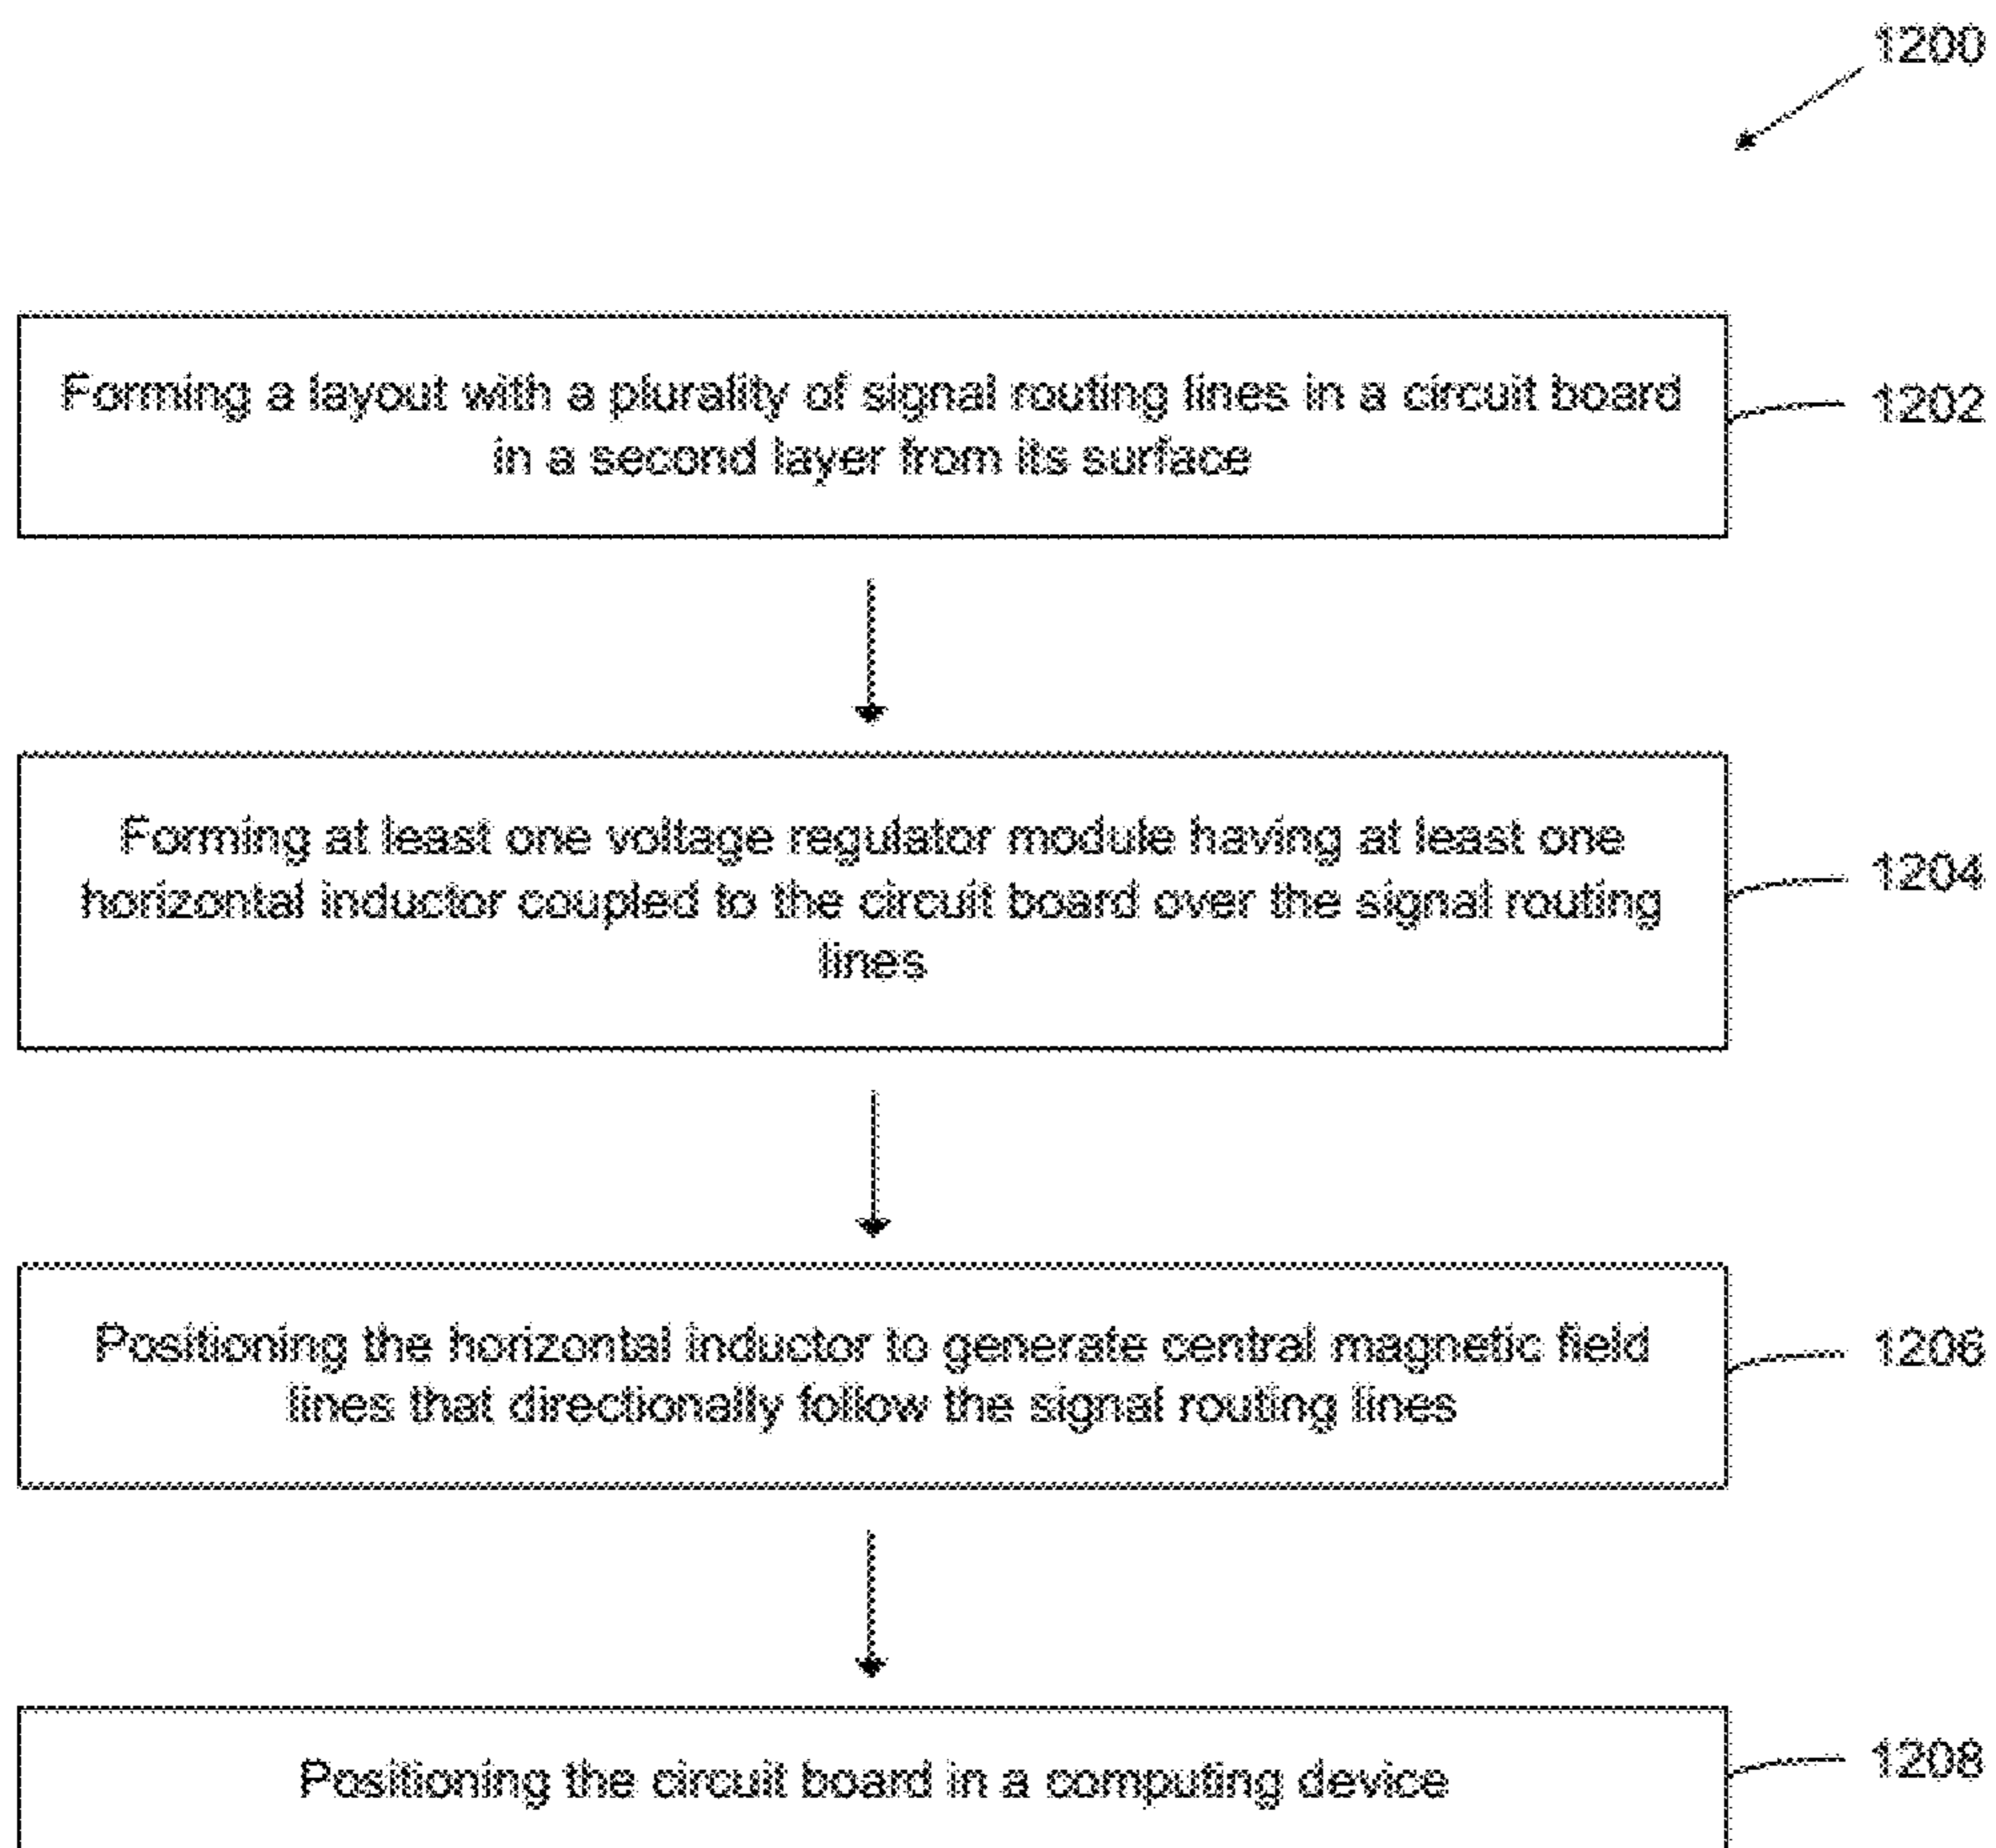 1200
Forming a layout with a plurality of signal routing lines in a circuit board
in a second layer from its surface
1202
Forming at least one voltage regulator module having at least one
horizontal inductor coupled to the circuit board over the signal routing
lines
1204
Positioning the horizontal inductor to generate central magnetic field
lines that directionally follow the signal routing lines
1206
Positioning the circuit board in a computing device
1208